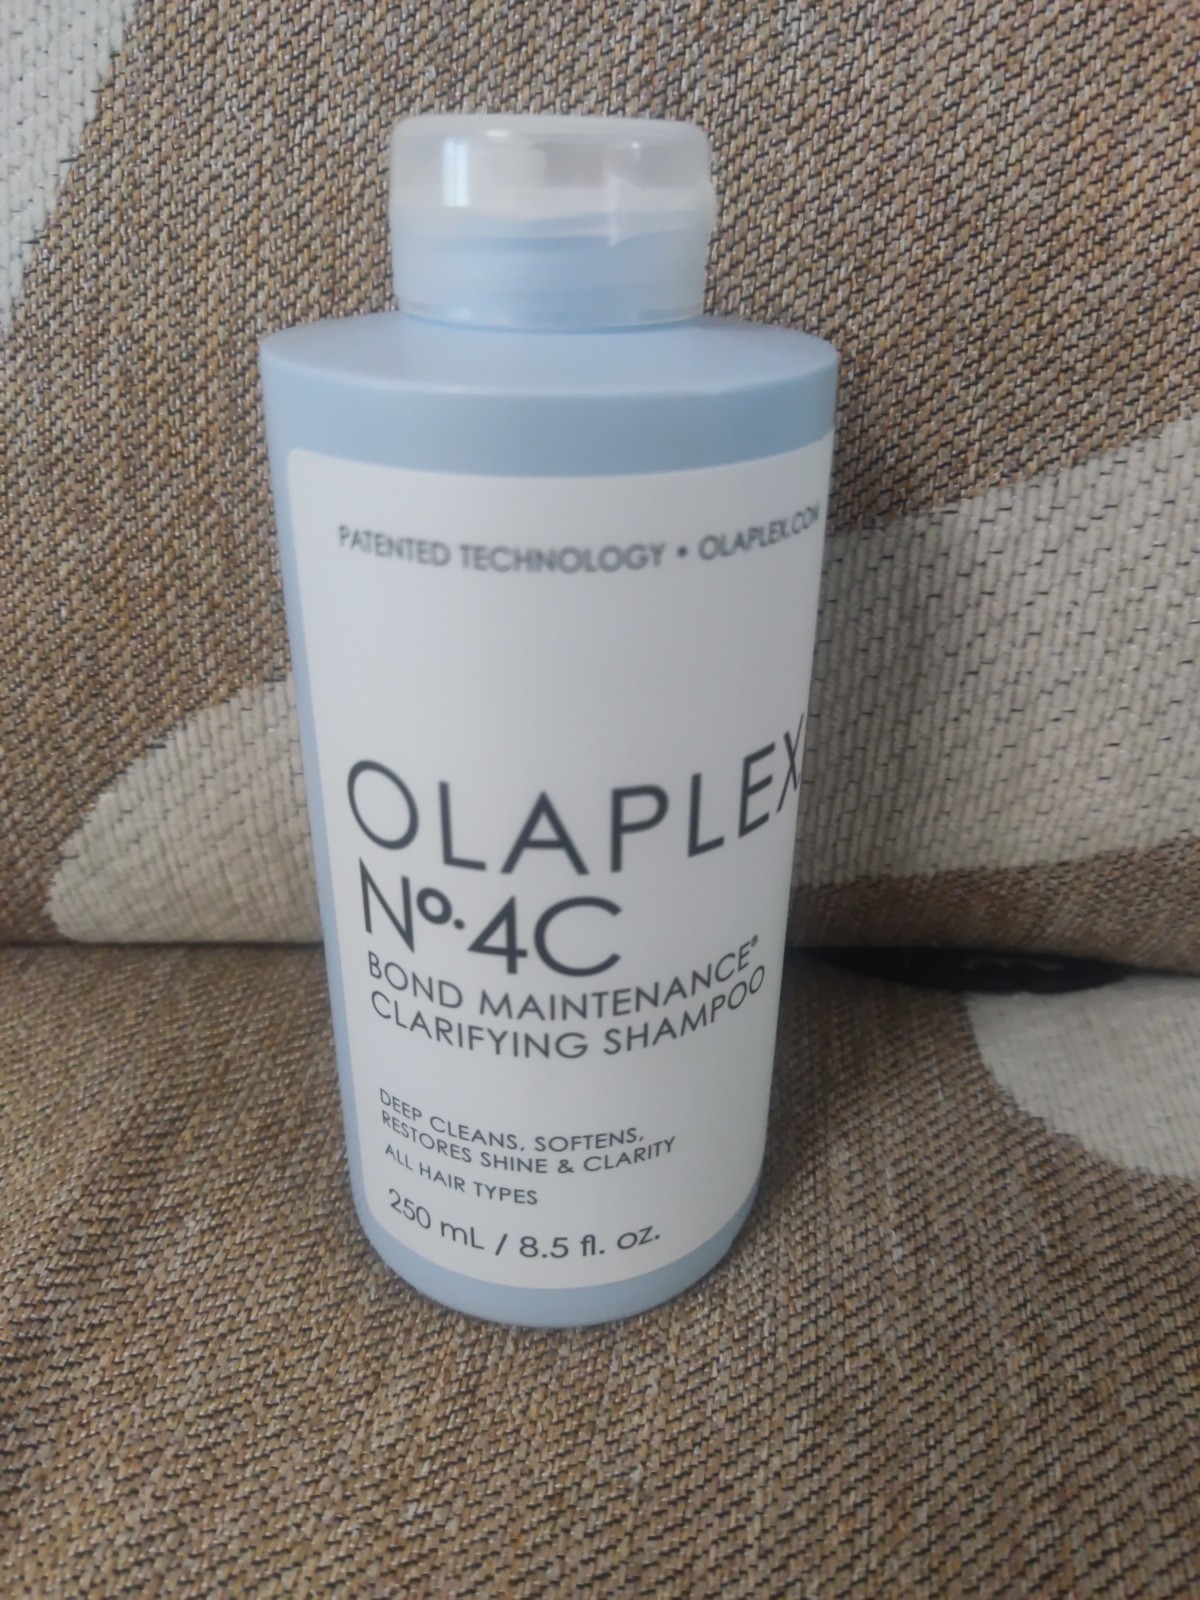 PATENTED TECHNOLOGY • OLAPLEX.COM
OLAPLEX
Nº.4C
BOND MAINTENANCE®
CLARIFYING SHAMPOO
DEEP CLEANS, SOFTENS,
RESTORES SHINE & CLARITY
ALL HAIR TYPES
250 mL / 8.5 fl. oz.